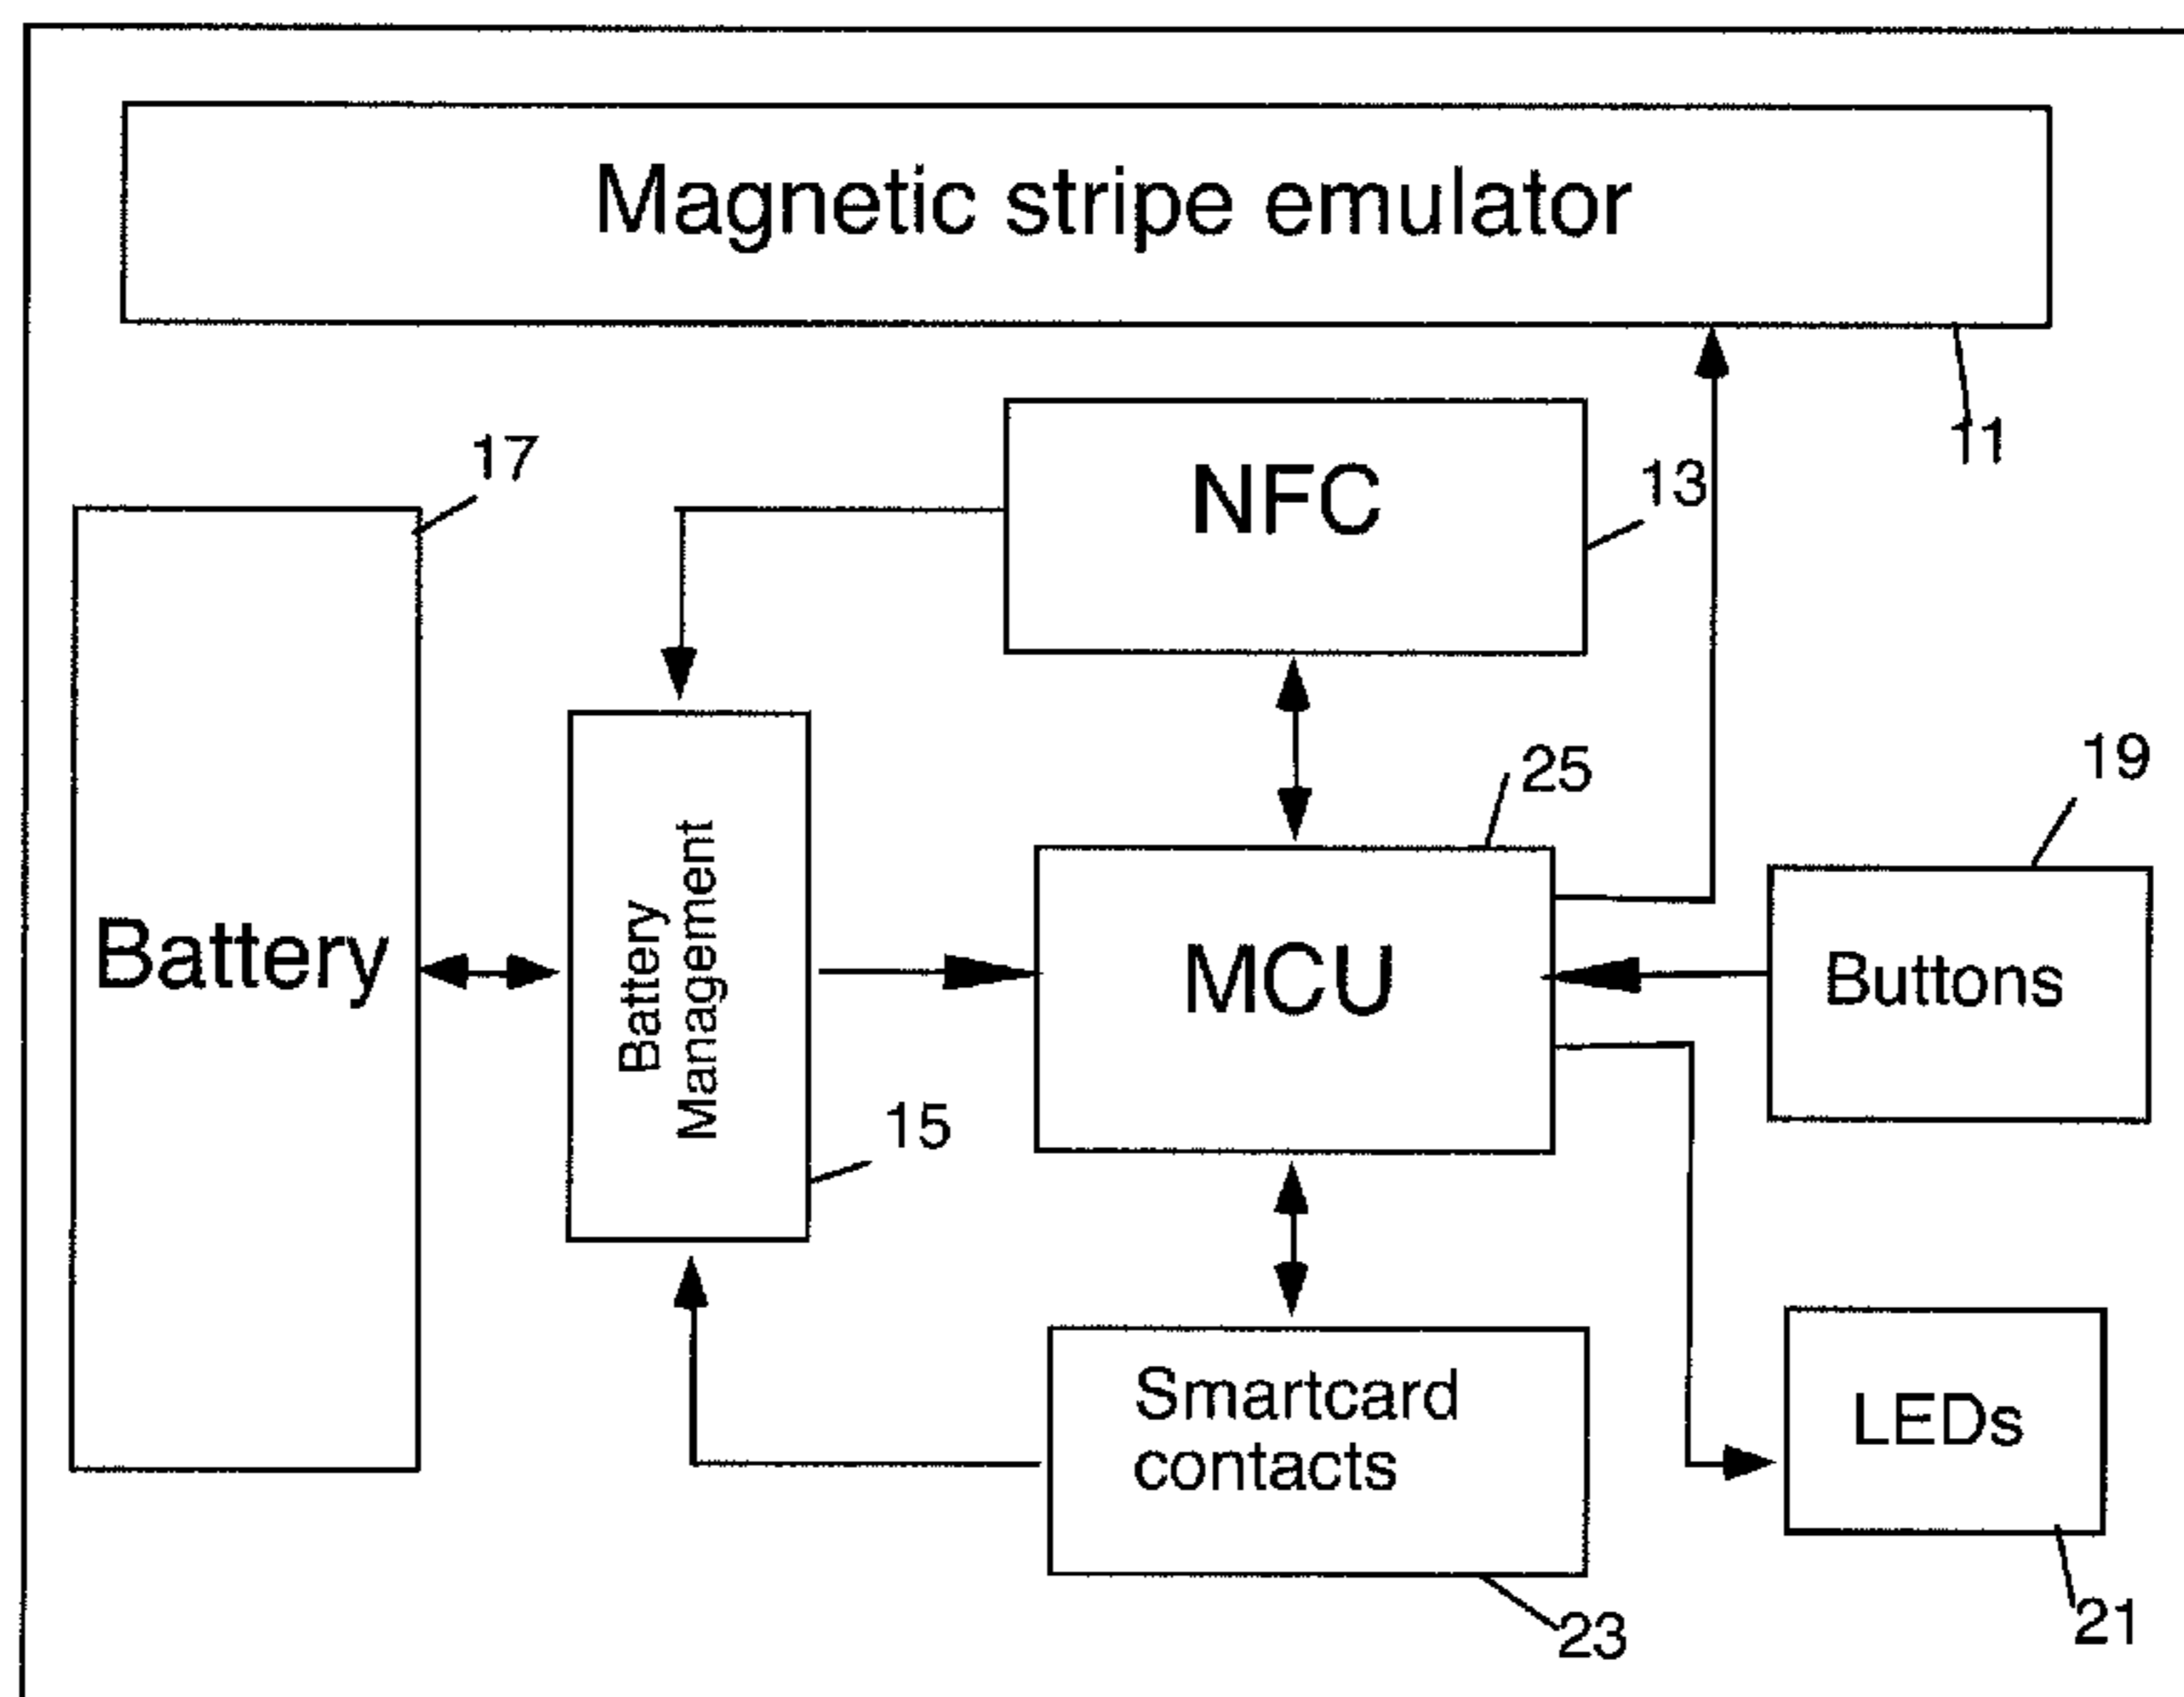 Magnetic stripe emulator
11
17
NFC
13
25
19
Battery
Battery
Management
MCU
Buttons
15
Smartcard
contacts
LEDs
23
21